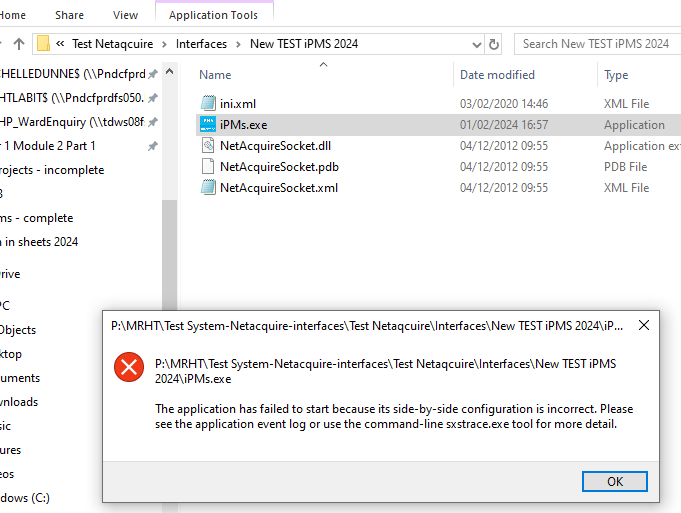 Home Share View Application Tools
« Test Netaqcuire › Interfaces › New TEST iPMS 2024 Search New TEST iPMS 2024
Name Date modified Type
CHELLEDUNNE$ (\\Pndcfprd
HTLABIT$ (\\Pndcfprdfs050.
HP_WardEnquiry (\\tdws08f
r 1 Module 2 Part 1
rojects - incomplete
3
ms - complete
n in sheets 2024
rive
PC
Objects
ktop
uments
wnloads
sic
ures
eos
dows (C:)
ini.xml 03/02/2020 14:46 XML File
iPMs.exe 01/02/2024 16:57 Application
NetAcquireSocket.dll 04/12/2012 09:55 Application ext
NetAcquireSocket.pdb 04/12/2012 09:55 PDB File
NetAcquireSocket.xml 04/12/2012 09:55 XML File
P:\MRHT\Test System-Netacquire-interfaces\Test Netaqcuire\Interfaces\New TEST iPMS 2024\iP...
P:\MRHT\Test System-Netacquire-interfaces\Test Netaqcuire\Interfaces\New TEST iPMS
2024\iPMs.exe
The application has failed to start because its side-by-side configuration is incorrect. Please
see the application event log or use the command-line sxstrace.exe tool for more detail.
OK